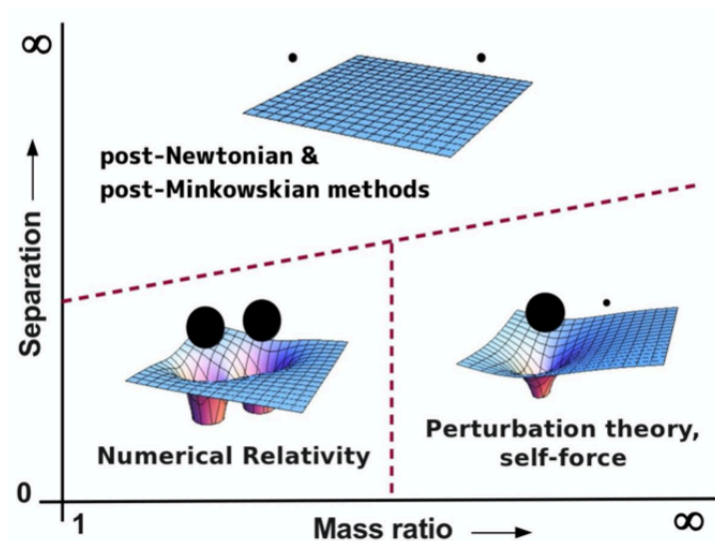 ∞
post-Newtonian &
post-Minkowskian methods
Separation
Numerical Relativity
Perturbation theory,
self-force
0
1
Mass ratio
∞